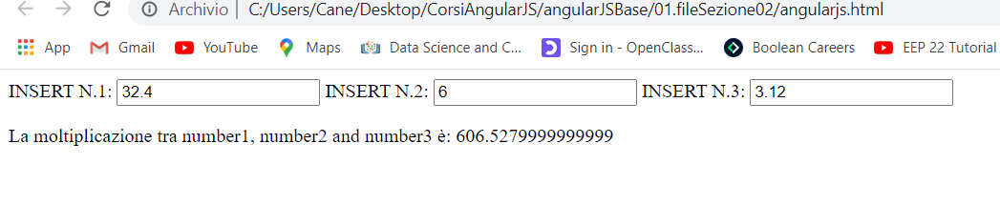 Archivio | C:/Users/Cane/Desktop/CorsiAngularJS/angularJSBase/01.fileSezione02/angularjs.html
App Gmail YouTube Maps Data Science and C... Sign in - OpenClass... Boolean Careers EEP 22 Tutorial
INSERT N.1: 32.4 INSERT N.2: 6 INSERT N.3: 3.12
La moltiplicazione tra number1, number2 and number3 è: 606.5279999999999